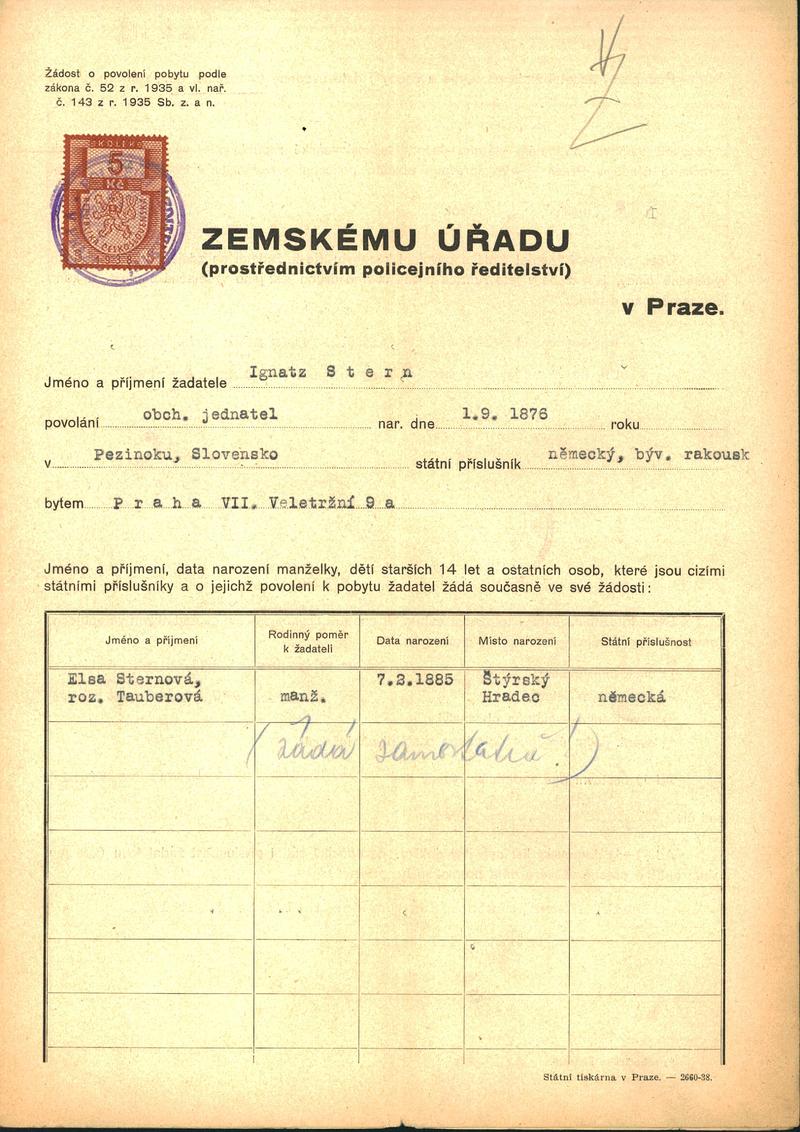 Žádost o povolení pobytu podle
zákona č. 52 z r. 1935 a vl. nař.
č. 143 z r. 1935 Sb. z. a n.
KOLEK
5
Kč
ZEMSKÉMU ÚŘADU
(prostřednictvím policejního ředitelství)
v Praze.
Jméno a příjmení žadatele Ignatz Stern
povolání obch. jednatel nar. dne 1.9. 1876 roku
v Pezinoku, Slovensko státní příslušník německý, býv. rakousk
bytem Praha VII. Veletržní 9 a
Jméno a příjmení, data narození manželky, dětí starších 14 let a ostatních osob, které jsou cizími
státními příslušníky a o jejichž povolení k pobytu žadatel žádá současně ve své žádosti:
Jméno a příjmení Rodinný poměr k žadateli Data narození Místo narození Státní příslušnost
Elsa Sternová, 7.2.1885 Štýrský
roz. Tauberová manž. Hradec německá
(žádá samostatně!)
Státní tiskárna v Praze. — 2660-38.